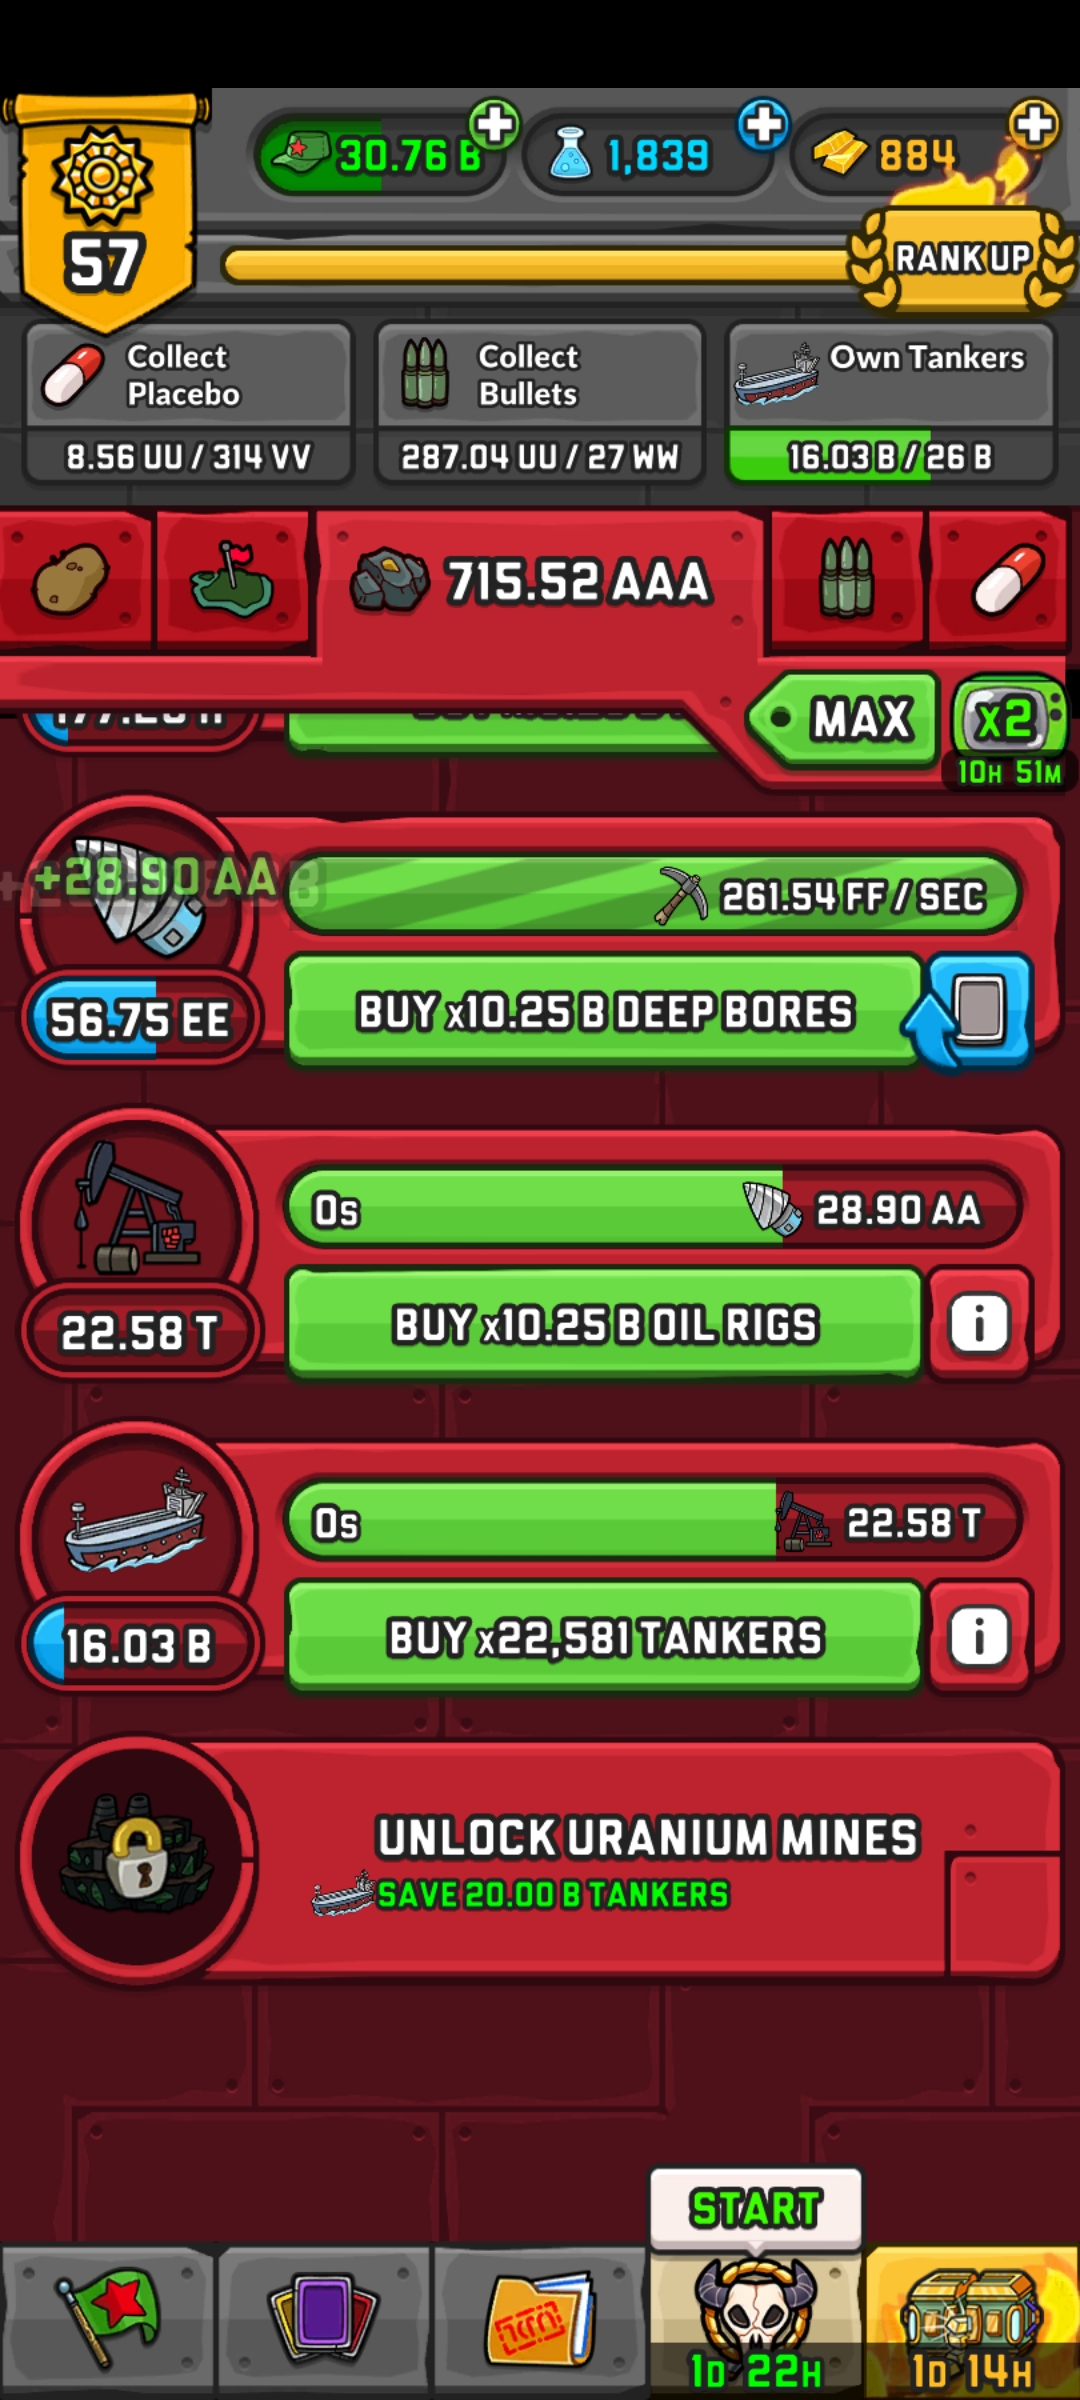 57
30.76 B
1,839
884
RANK UP
Collect
Placebo
8.56 UU / 314 VV
Collect
Bullets
287.04 UU / 27 WW
Own Tankers
16.03 B / 26 B
715.52 AAA
MAX
x2
10H 51M
+28.90 AA
261.54 FF / SEC
56.75 EE
BUY x10.25 B DEEP BORES
0s
28.90 AA
22.58 T
BUY x10.25 B OIL RIGS
i
0s
22.58 T
16.03 B
BUY x22,581 TANKERS
i
UNLOCK URANIUM MINES
SAVE 20.00 B TANKERS
START
1D 22H
1D 14H